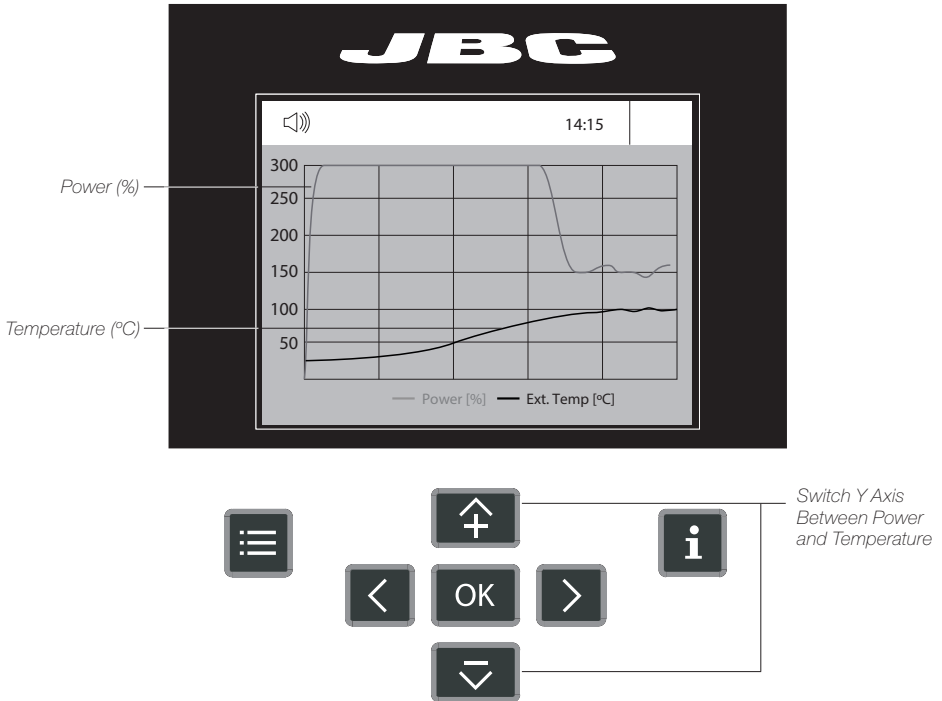 JBC
14:15
300
Power (%)
250
200
150
100
Temperature (ºC)
50
Power [%] Ext. Temp [ºC]
Switch Y Axis
Between Power
and Temperature
i
OK